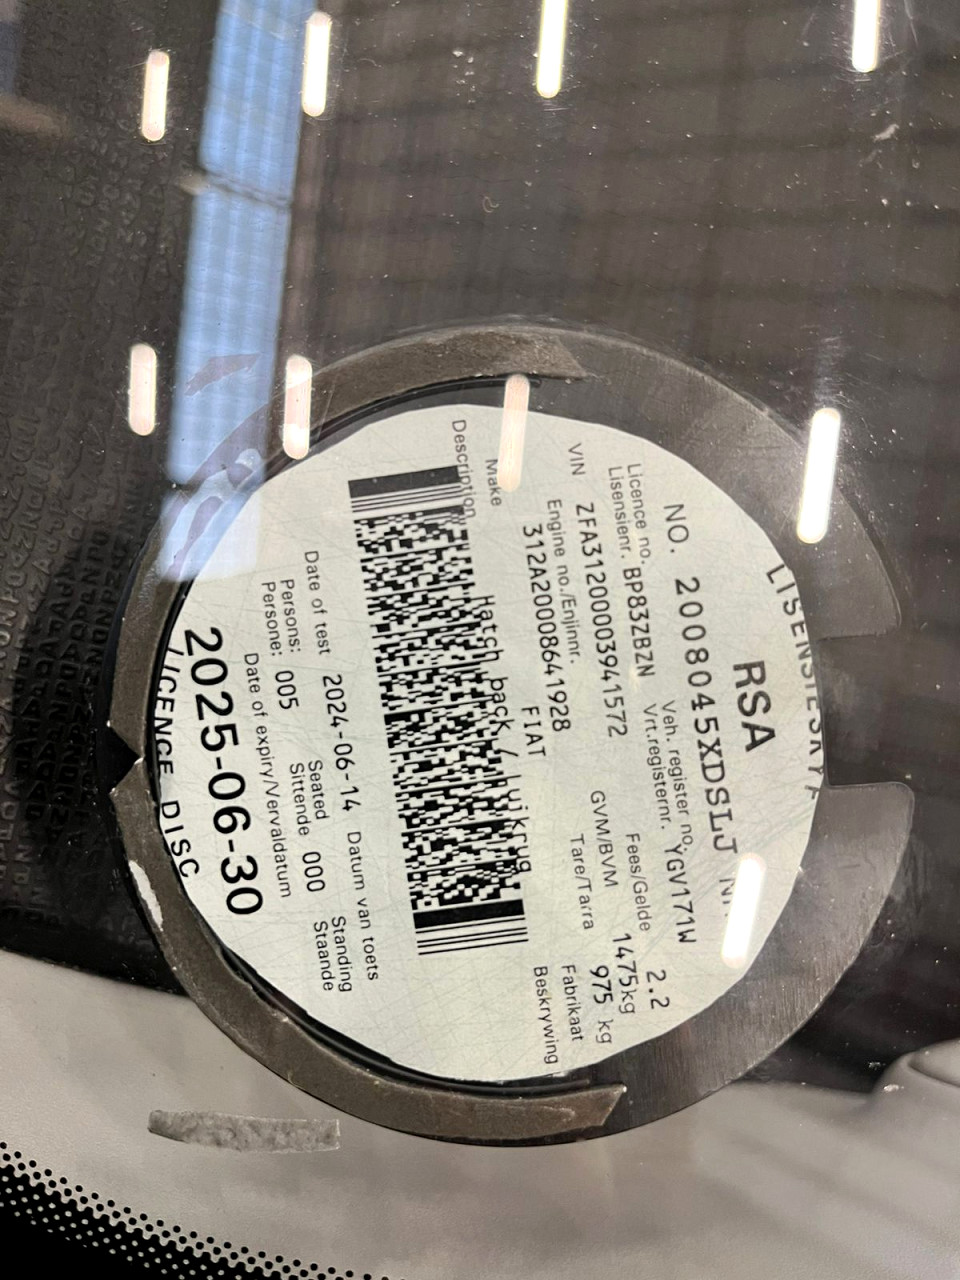 LISENSIESKYF
RSA
NO. 2008045XDSLJ
Licence no. Veh. register no.
Lisensienr. BP83ZBZN Vrt.registernr. YGV171W
VIN ZFA3120000J941572 Fees/Gelde 2.2
Engine no./Enjinnr. GVM/BVM 1475kg
312A20008641928 Tare/Tarra 975 kg
Make FIAT Fabrikaat
Description Hatch back / Luikrug Beskrywing
Date of test 2024-06-14 Datum van toets
Persons: Seated Standing
Persone: 005 Sittende 000 Staande
Date of expiry/Vervaldatum
2025-06-30
LICENCE DISC